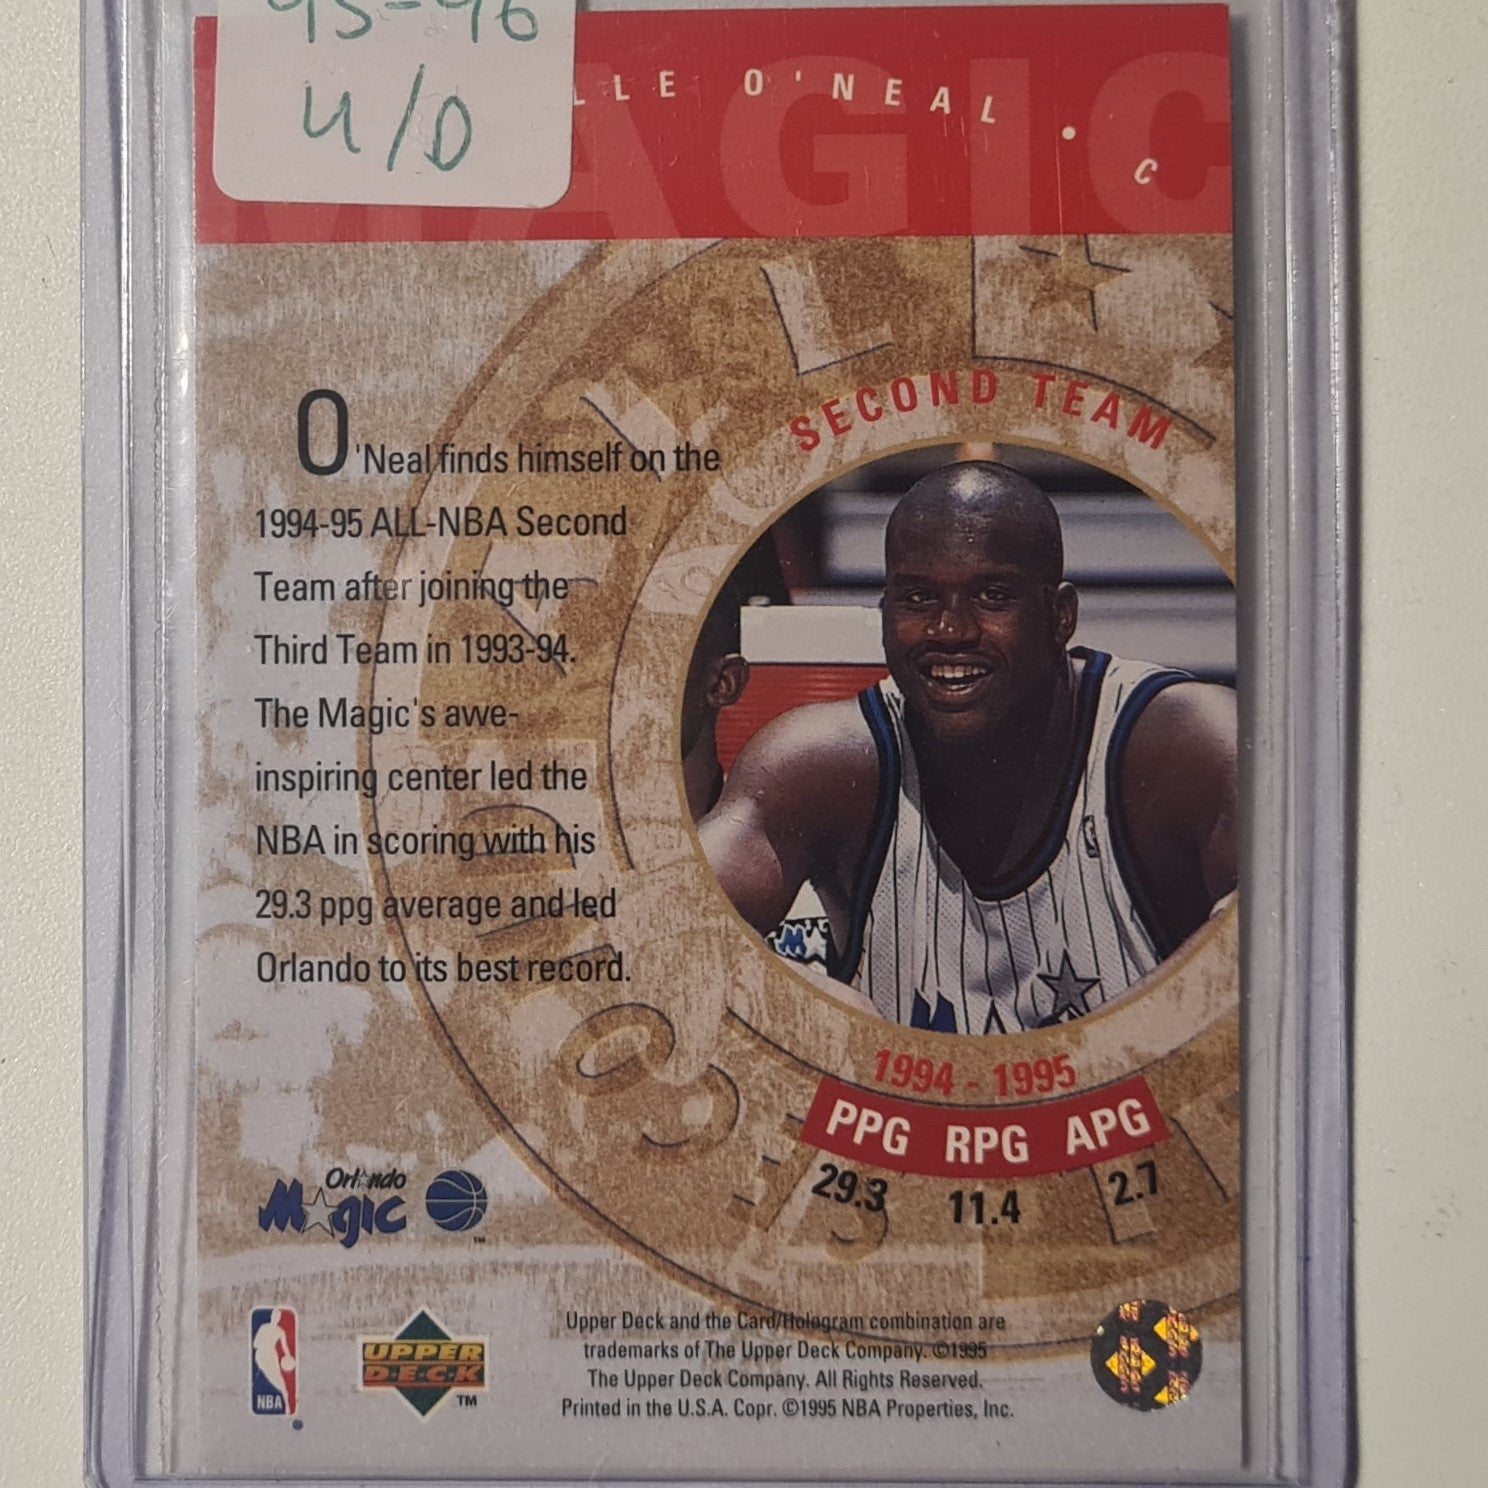 95-96
U/D
LLE O'NEAL • C
MAGIC
SECOND TEAM
O'Neal finds himself on the
1994-95 ALL-NBA Second
Team after joining the
Third Team in 1993-94.
The Magic's awe-
inspiring center led the
NBA in scoring with his
29.3 ppg average and led
Orlando to its best record.
1994 - 1995
PPG RPG APG
29.3 11.4 2.7
Orlando
Magic
TM
NBA
UPPER
DECK
TM
Upper Deck and the Card/Hologram combination are
trademarks of The Upper Deck Company. ©1995
The Upper Deck Company. All Rights Reserved.
Printed in the U.S.A. Copr. ©1995 NBA Properties, Inc.